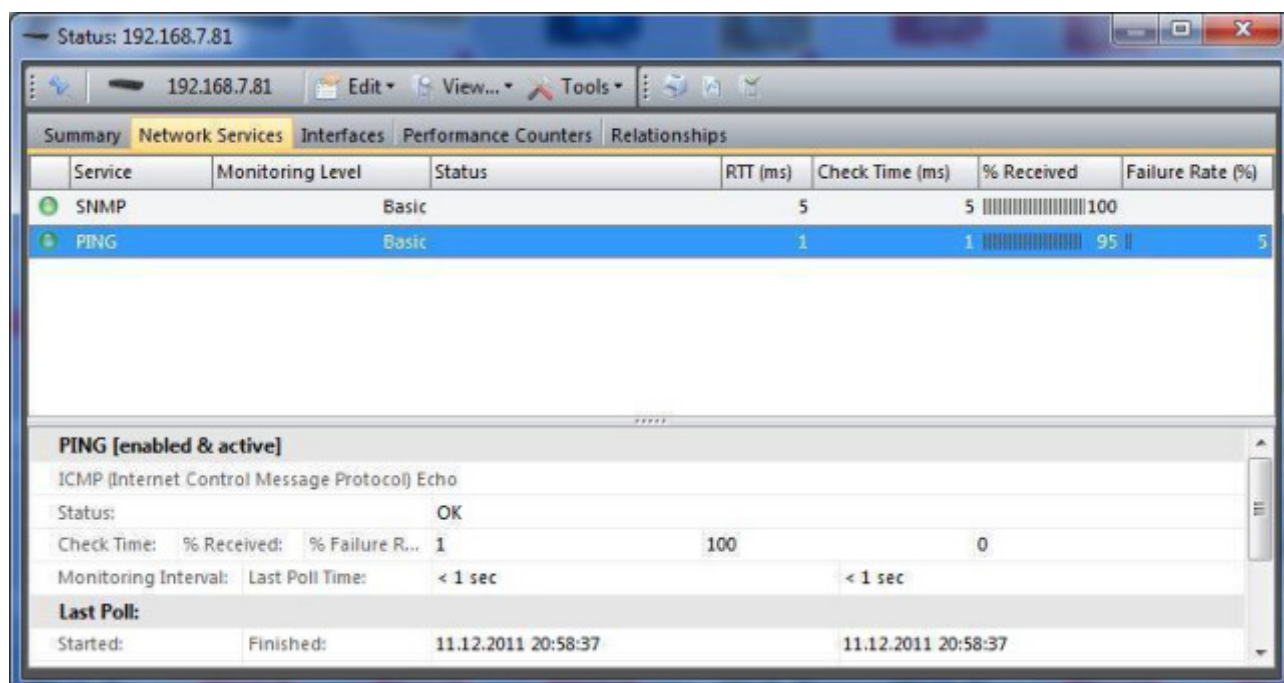 Status: 192.168.7.81
192.168.7.81 Edit View... Tools
Summary Network Services Interfaces Performance Counters Relationships
Service Monitoring Level Status RTT (ms) Check Time (ms) % Received Failure Rate (%)
SNMP Basic 5 5 100
PING Basic 1 1 95 5
PING [enabled & active]
ICMP (Internet Control Message Protocol) Echo
Status: OK
Check Time: % Received: % Failure R... 1 100 0
Monitoring Interval: Last Poll Time: < 1 sec < 1 sec
Last Poll:
Started: Finished: 11.12.2011 20:58:37 11.12.2011 20:58:37